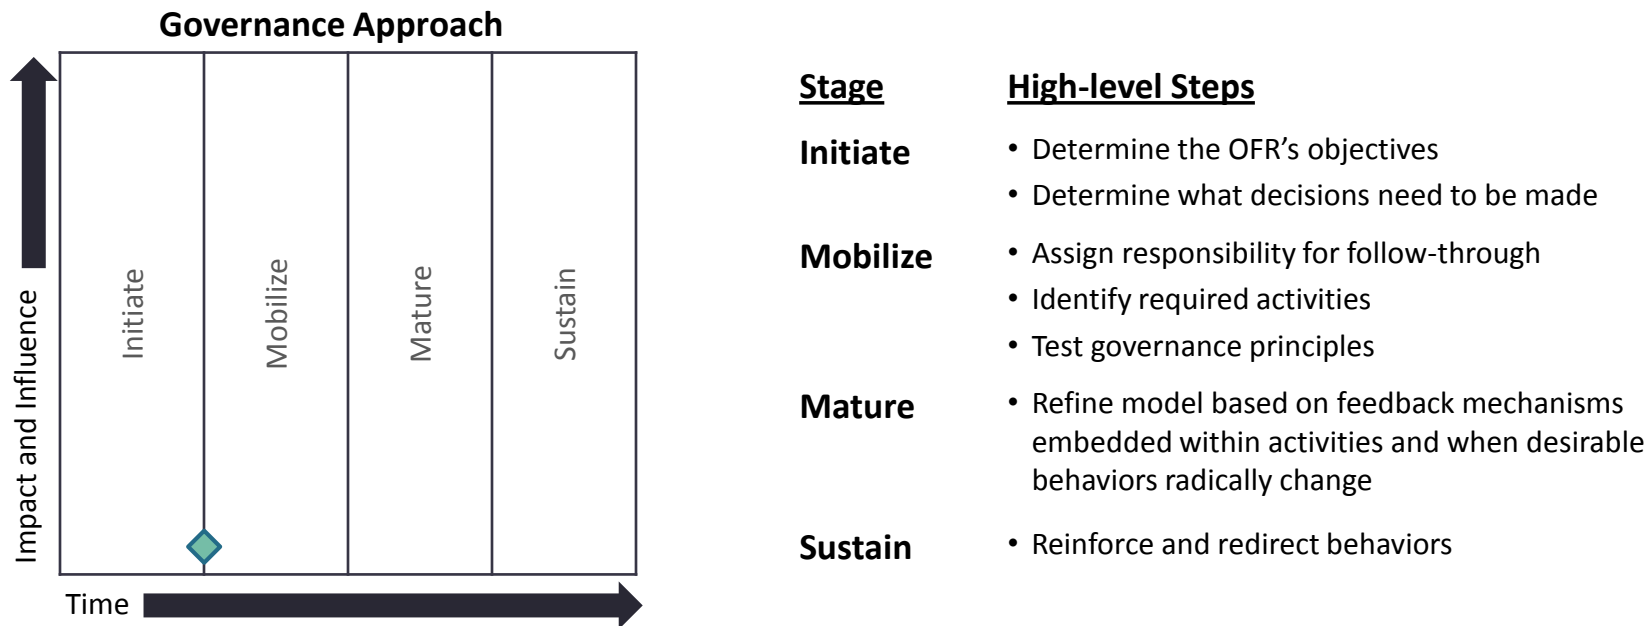 Governance Approach
Impact and Influence
Initiate
Mobilize
Mature
Sustain
Time
Stage High-level Steps
Initiate • Determine the OFR’s objectives
• Determine what decisions need to be made
Mobilize • Assign responsibility for follow-through
• Identify required activities
• Test governance principles
Mature • Refine model based on feedback mechanisms
embedded within activities and when desirable
behaviors radically change
Sustain • Reinforce and redirect behaviors